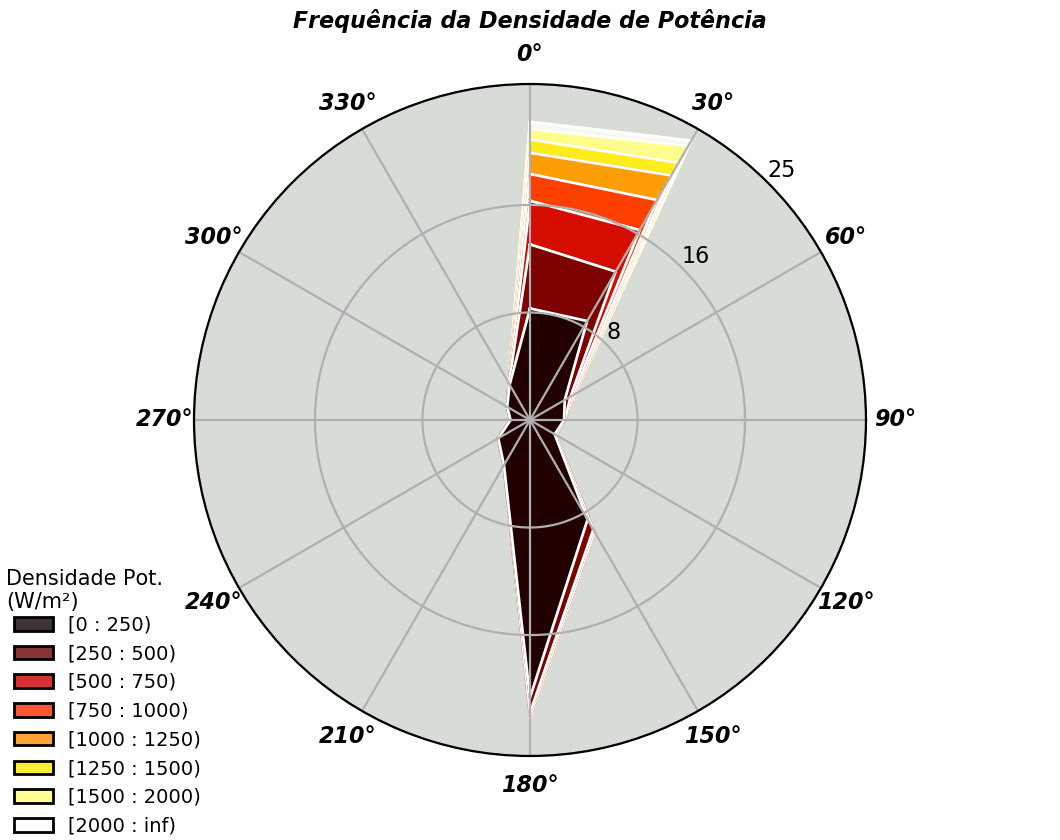 Frequência da Densidade de Potência
0°
30°
60°
90°
120°
150°
180°
210°
240°
270°
300°
330°
8
16
25
Densidade Pot.
(W/m²)
[0 : 250)
[250 : 500)
[500 : 750)
[750 : 1000)
[1000 : 1250)
[1250 : 1500)
[1500 : 2000)
[2000 : inf)